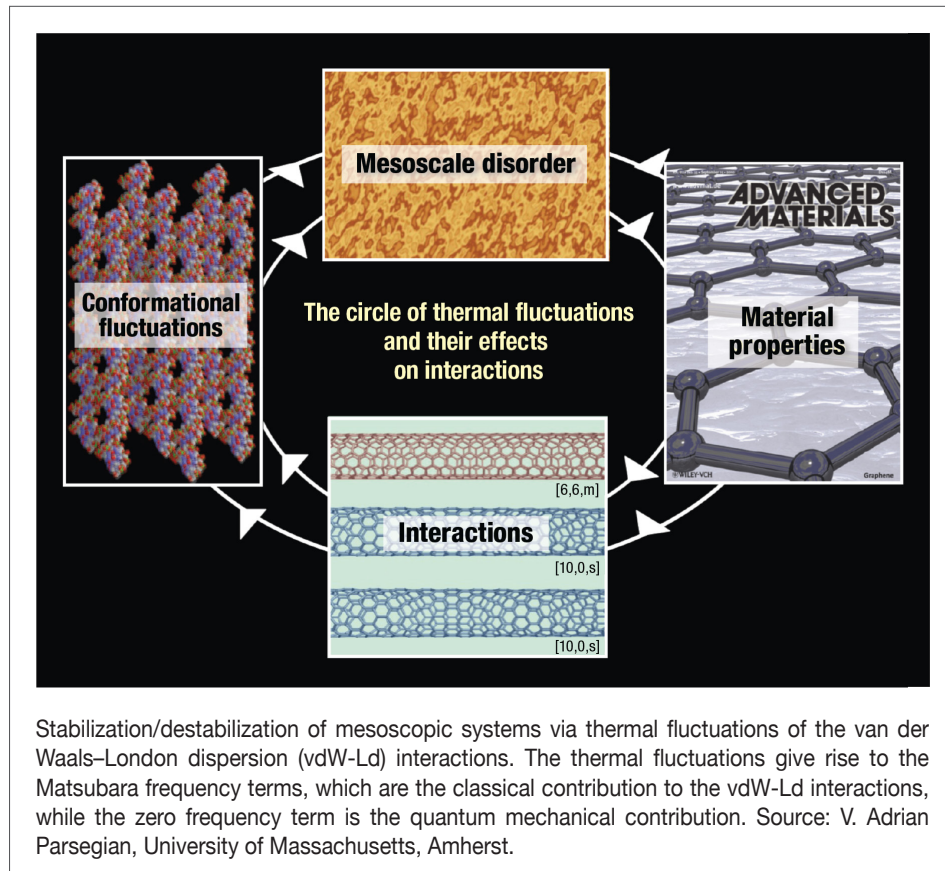 Mesoscale disorder
ADVANCED
MATERIALS
Conformational
fluctuations
The circle of thermal fluctuations
and their effects
on interactions
Material
properties
[6,6,m]
Interactions
[10,0,s]
[10,0,s]
WILEY-VCH
Graphene
Stabilization/destabilization of mesoscopic systems via thermal fluctuations of the van der
Waals–London dispersion (vdW-Ld) interactions. The thermal fluctuations give rise to the
Matsubara frequency terms, which are the classical contribution to the vdW-Ld interactions,
while the zero frequency term is the quantum mechanical contribution. Source: V. Adrian
Parsegian, University of Massachusetts, Amherst.